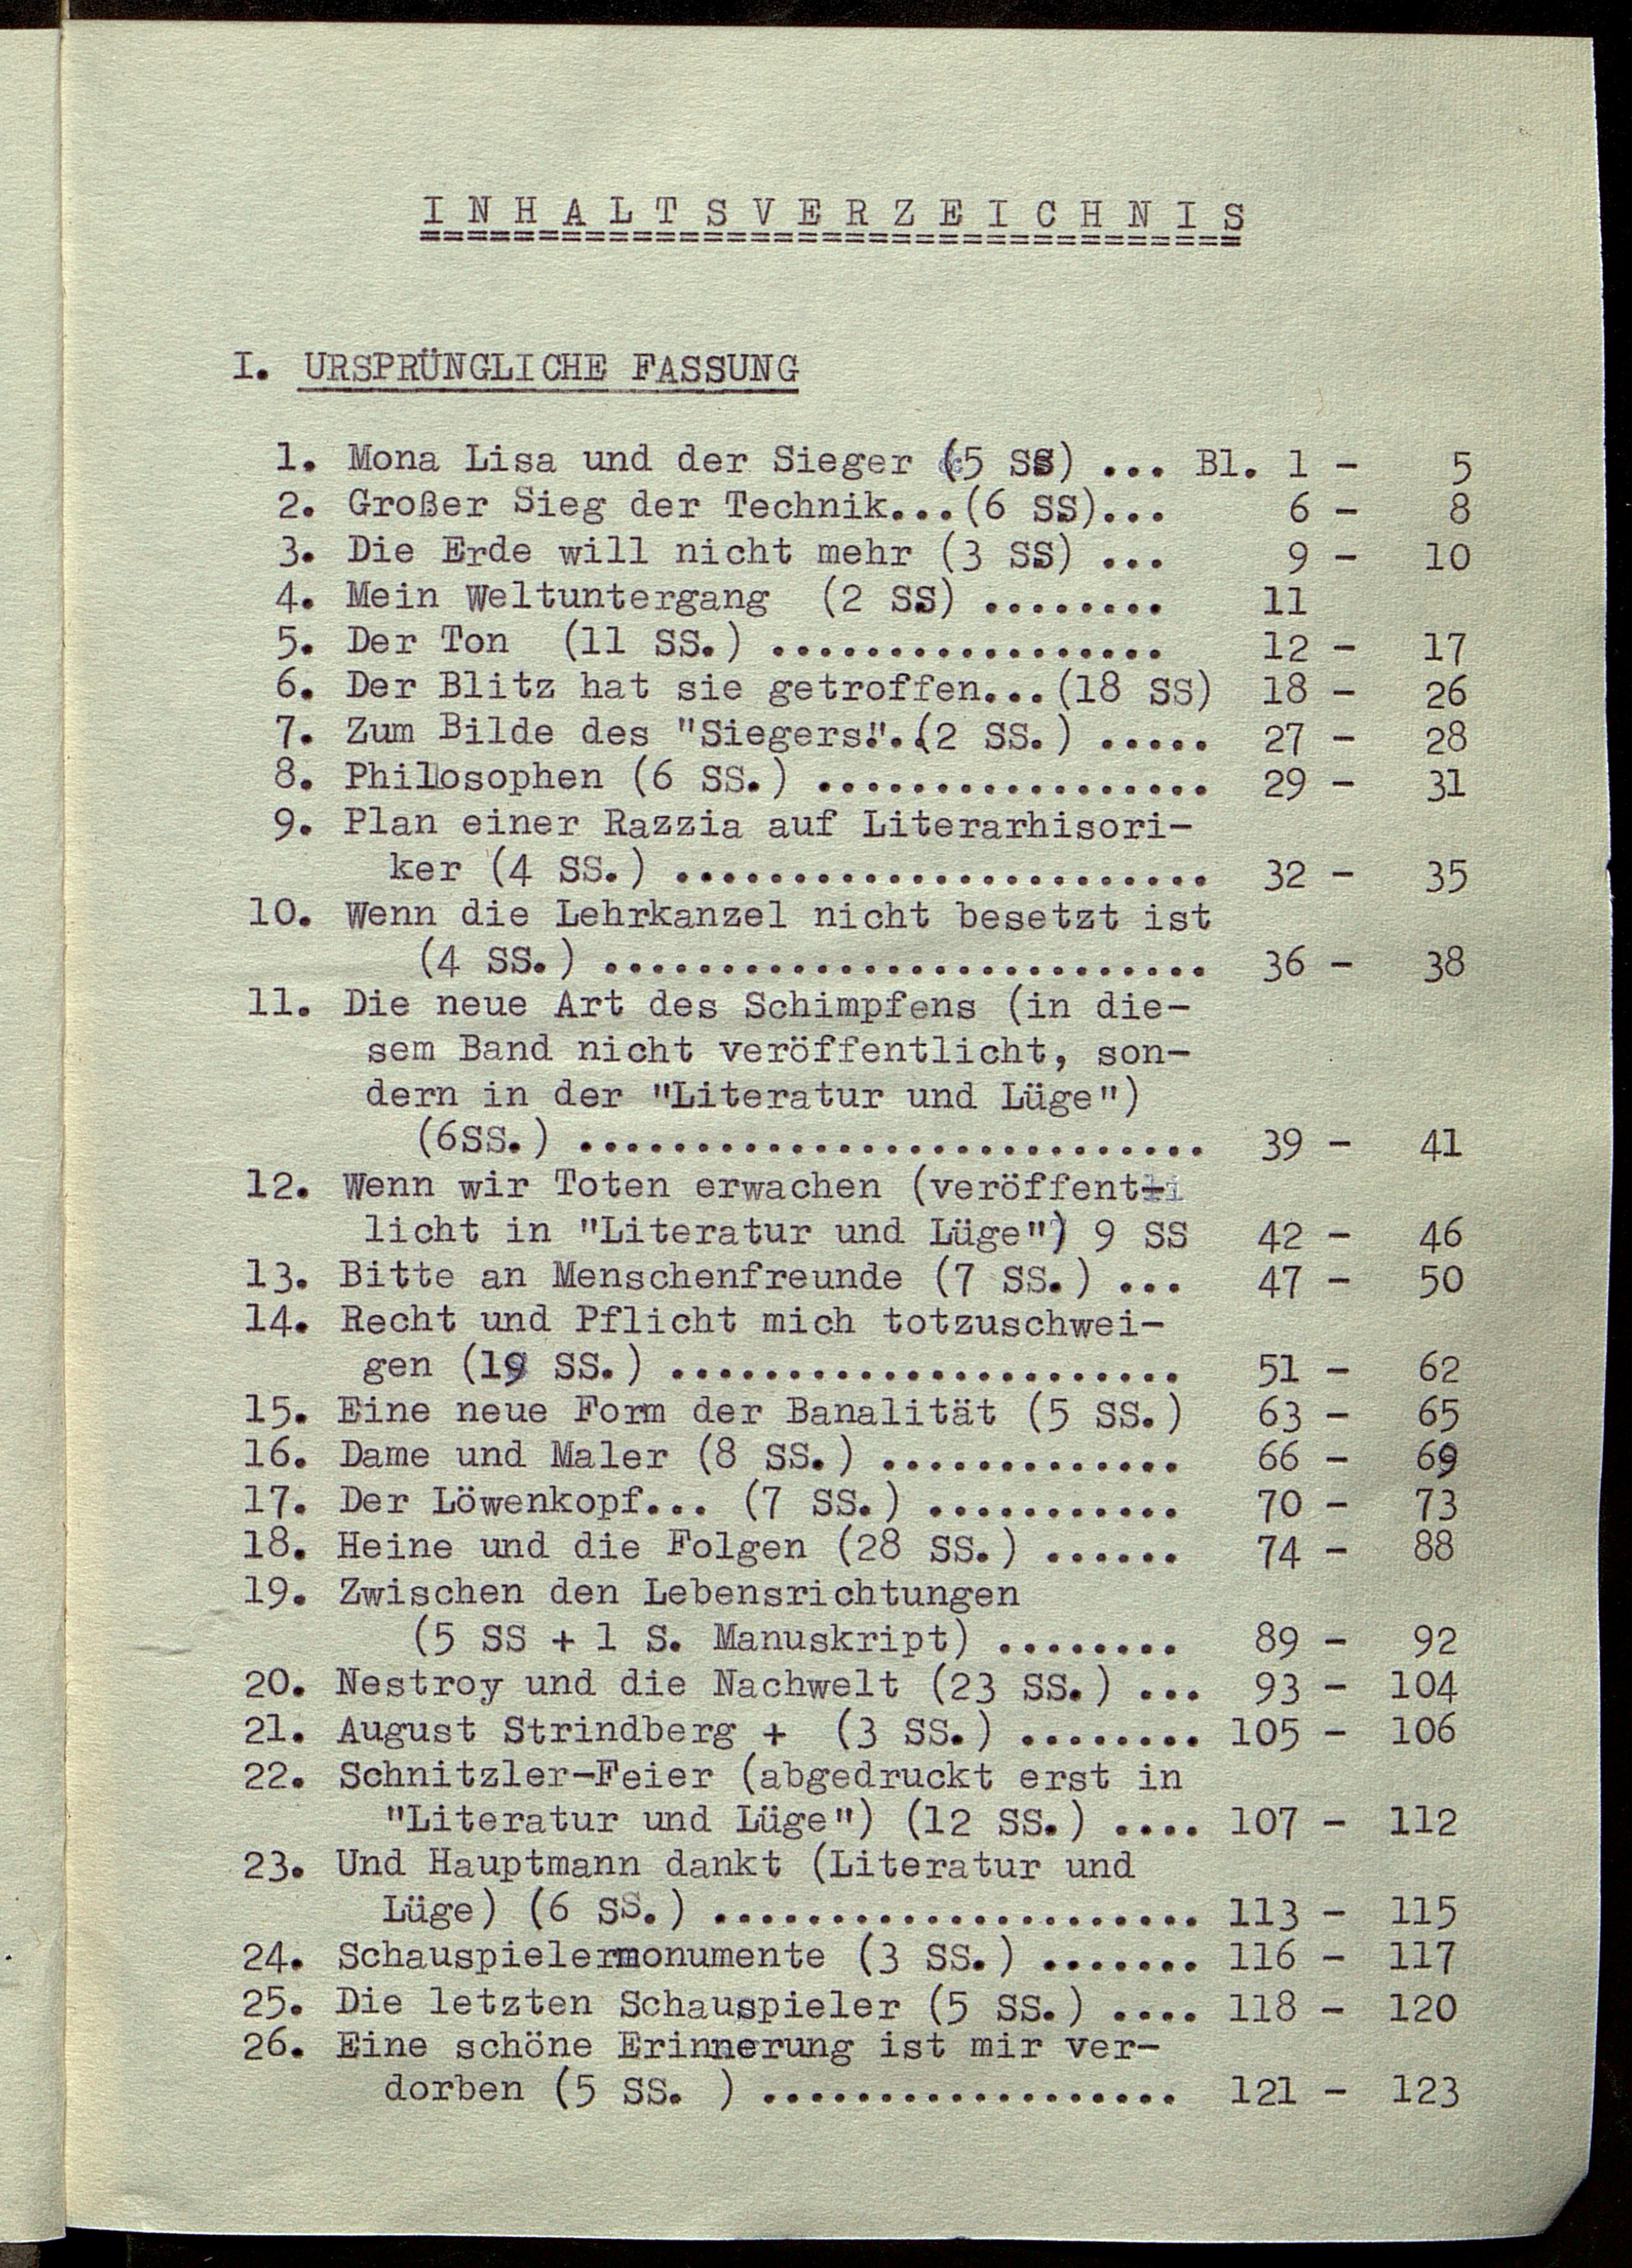 INHALTSVERZEICHNIS
I. URSPRÜNGLICHE FASSUNG
1. Mona Lisa und der Sieger (5 SS) ... Bl. 1 - 5
2. Großer Sieg der Technik...(6 SS)... 6 - 8
3. Die Erde will nicht mehr (3 SS) ... 9 - 10
4. Mein Weltuntergang (2 SS) ........ 11
5. Der Ton (11 SS.) ................. 12 - 17
6. Der Blitz hat sie getroffen...(18 SS) 18 - 26
7. Zum Bilde des "Siegers"..(2 SS.) ..... 27 - 28
8. Philosophen (6 SS.) ................. 29 - 31
9. Plan einer Razzia auf Literarhisori-
ker (4 SS.) ....................... 32 - 35
10. Wenn die Lehrkanzel nicht besetzt ist
(4 SS.) .......................... 36 - 38
11. Die neue Art des Schimpfens (in die-
sem Band nicht veröffentlicht, son-
dern in der "Literatur und Lüge")
(6SS.) ........................... 39 - 41
12. Wenn wir Toten erwachen (veröffentli
licht in "Literatur und Lüge") 9 SS 42 - 46
13. Bitte an Menschenfreunde (7 SS.) ... 47 - 50
14. Recht und Pflicht mich totzuschwei-
gen (19 SS.) ...................... 51 - 62
15. Eine neue Form der Banalität (5 SS.) 63 - 65
16. Dame und Maler (8 SS.) ............. 66 - 69
17. Der Löwenkopf... (7 SS.) ........... 70 - 73
18. Heine und die Folgen (28 SS.) ...... 74 - 88
19. Zwischen den Lebensrichtungen
(5 SS + 1 S. Manuskript) ........ 89 - 92
20. Nestroy und die Nachwelt (23 SS.) ... 93 - 104
21. August Strindberg + (3 SS.) ........ 105 - 106
22. Schnitzler-Feier (abgedruckt erst in
"Literatur und Lüge") (12 SS.) .... 107 - 112
23. Und Hauptmann dankt (Literatur und
Lüge) (6 SS.) ..................... 113 - 115
24. Schauspielermonumente (3 SS.) ....... 116 - 117
25. Die letzten Schauspieler (5 SS.) .... 118 - 120
26. Eine schöne Erinnerung ist mir ver-
dorben (5 SS. ) .................. 121 - 123